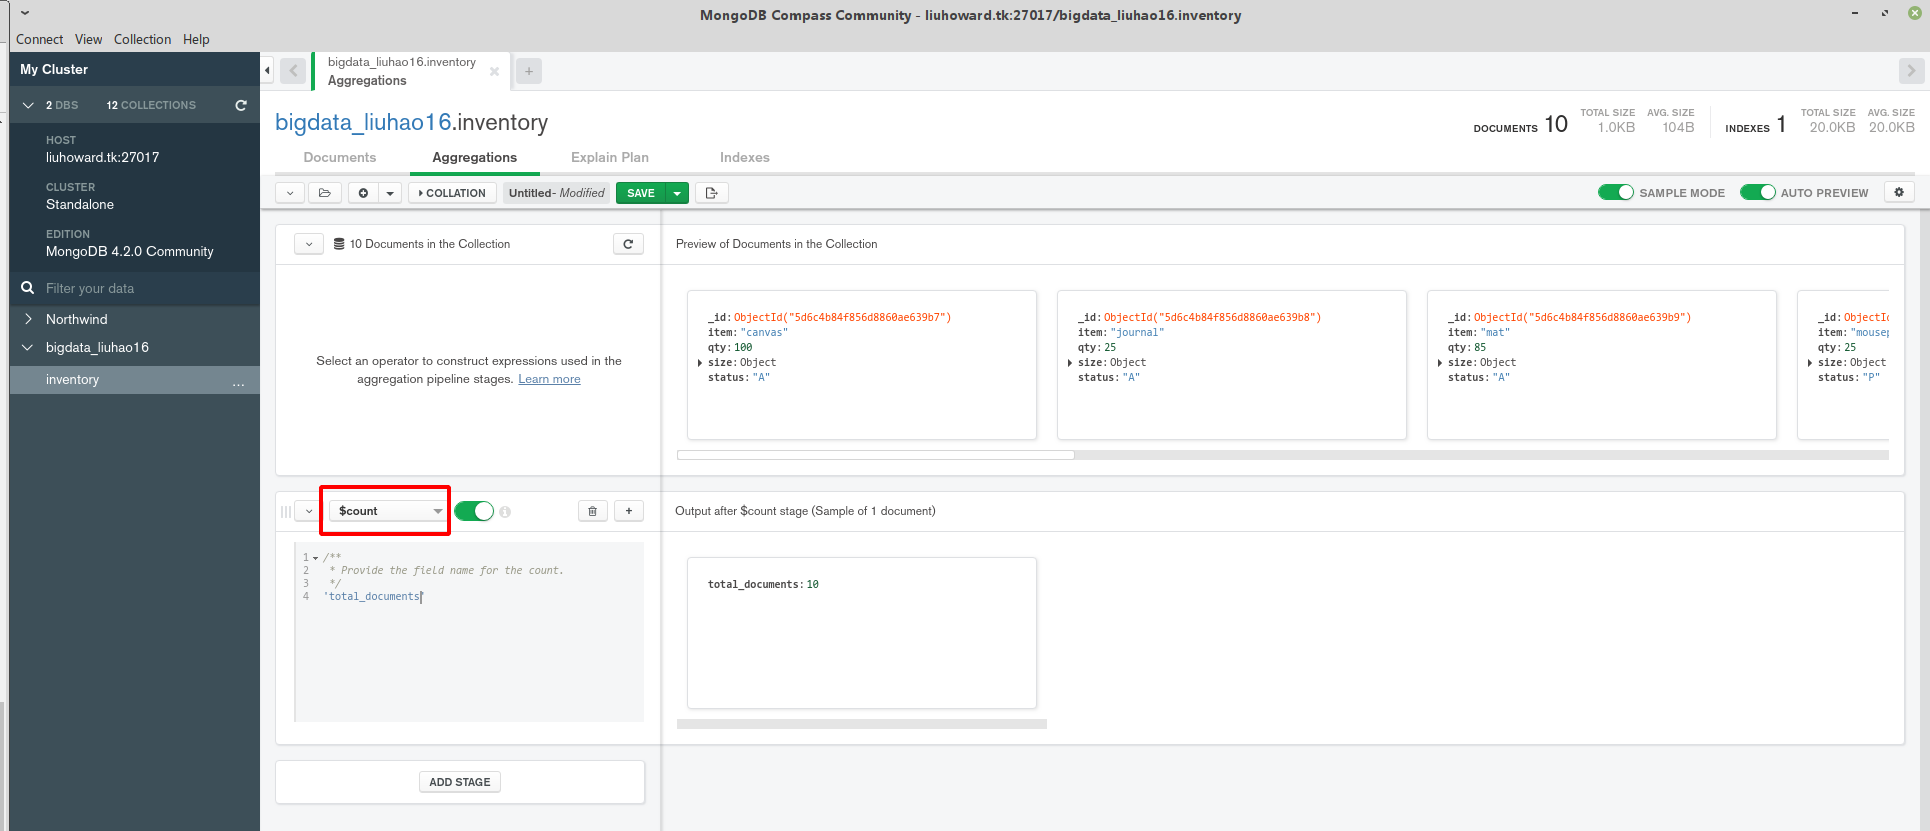 MongoDB Compass Community - liuhoward.tk:27017/bigdata_liuhao16.inventory
Connect View Collection Help
My Cluster
2 DBS 12 COLLECTIONS
HOST
liuhoward.tk:27017
CLUSTER
Standalone
EDITION
MongoDB 4.2.0 Community
Filter your data
Northwind
bigdata_liuhao16
inventory ...
bigdata_liuhao16.inventory
Aggregations
bigdata_liuhao16.inventory
DOCUMENTS 10 TOTAL SIZE 1.0KB AVG. SIZE 104B INDEXES 1 TOTAL SIZE 20.0KB AVG. SIZE 20.0KB
Documents Aggregations Explain Plan Indexes
COLLATION Untitled- Modified SAVE SAMPLE MODE AUTO PREVIEW
10 Documents in the Collection
Select an operator to construct expressions used in the
aggregation pipeline stages. Learn more
Preview of Documents in the Collection
_id: ObjectId("5d6c4b84f856d8860ae639b7")
item: "canvas"
qty: 100
size: Object
status: "A"
_id: ObjectId("5d6c4b84f856d8860ae639b8")
item: "journal"
qty: 25
size: Object
status: "A"
_id: ObjectId("5d6c4b84f856d8860ae639b9")
item: "mat"
qty: 85
size: Object
status: "A"
_id: ObjectId
item: "mousep
qty: 25
size: Object
status: "P"
$count
1 /**
2 * Provide the field name for the count.
3 */
4 'total_documents'
Output after $count stage (Sample of 1 document)
total_documents: 10
ADD STAGE